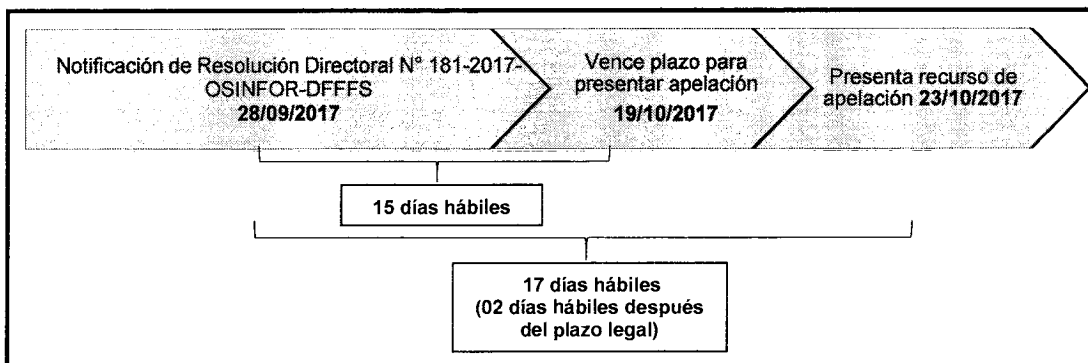 Notificación de Resolución Directoral N° 181-2017-
OSINFOR-DFFFS
28/09/2017
Vence plazo para
presentar apelación
19/10/2017
Presenta recurso de
apelación 23/10/2017
15 días hábiles
17 días hábiles
(02 días hábiles después
del plazo legal)